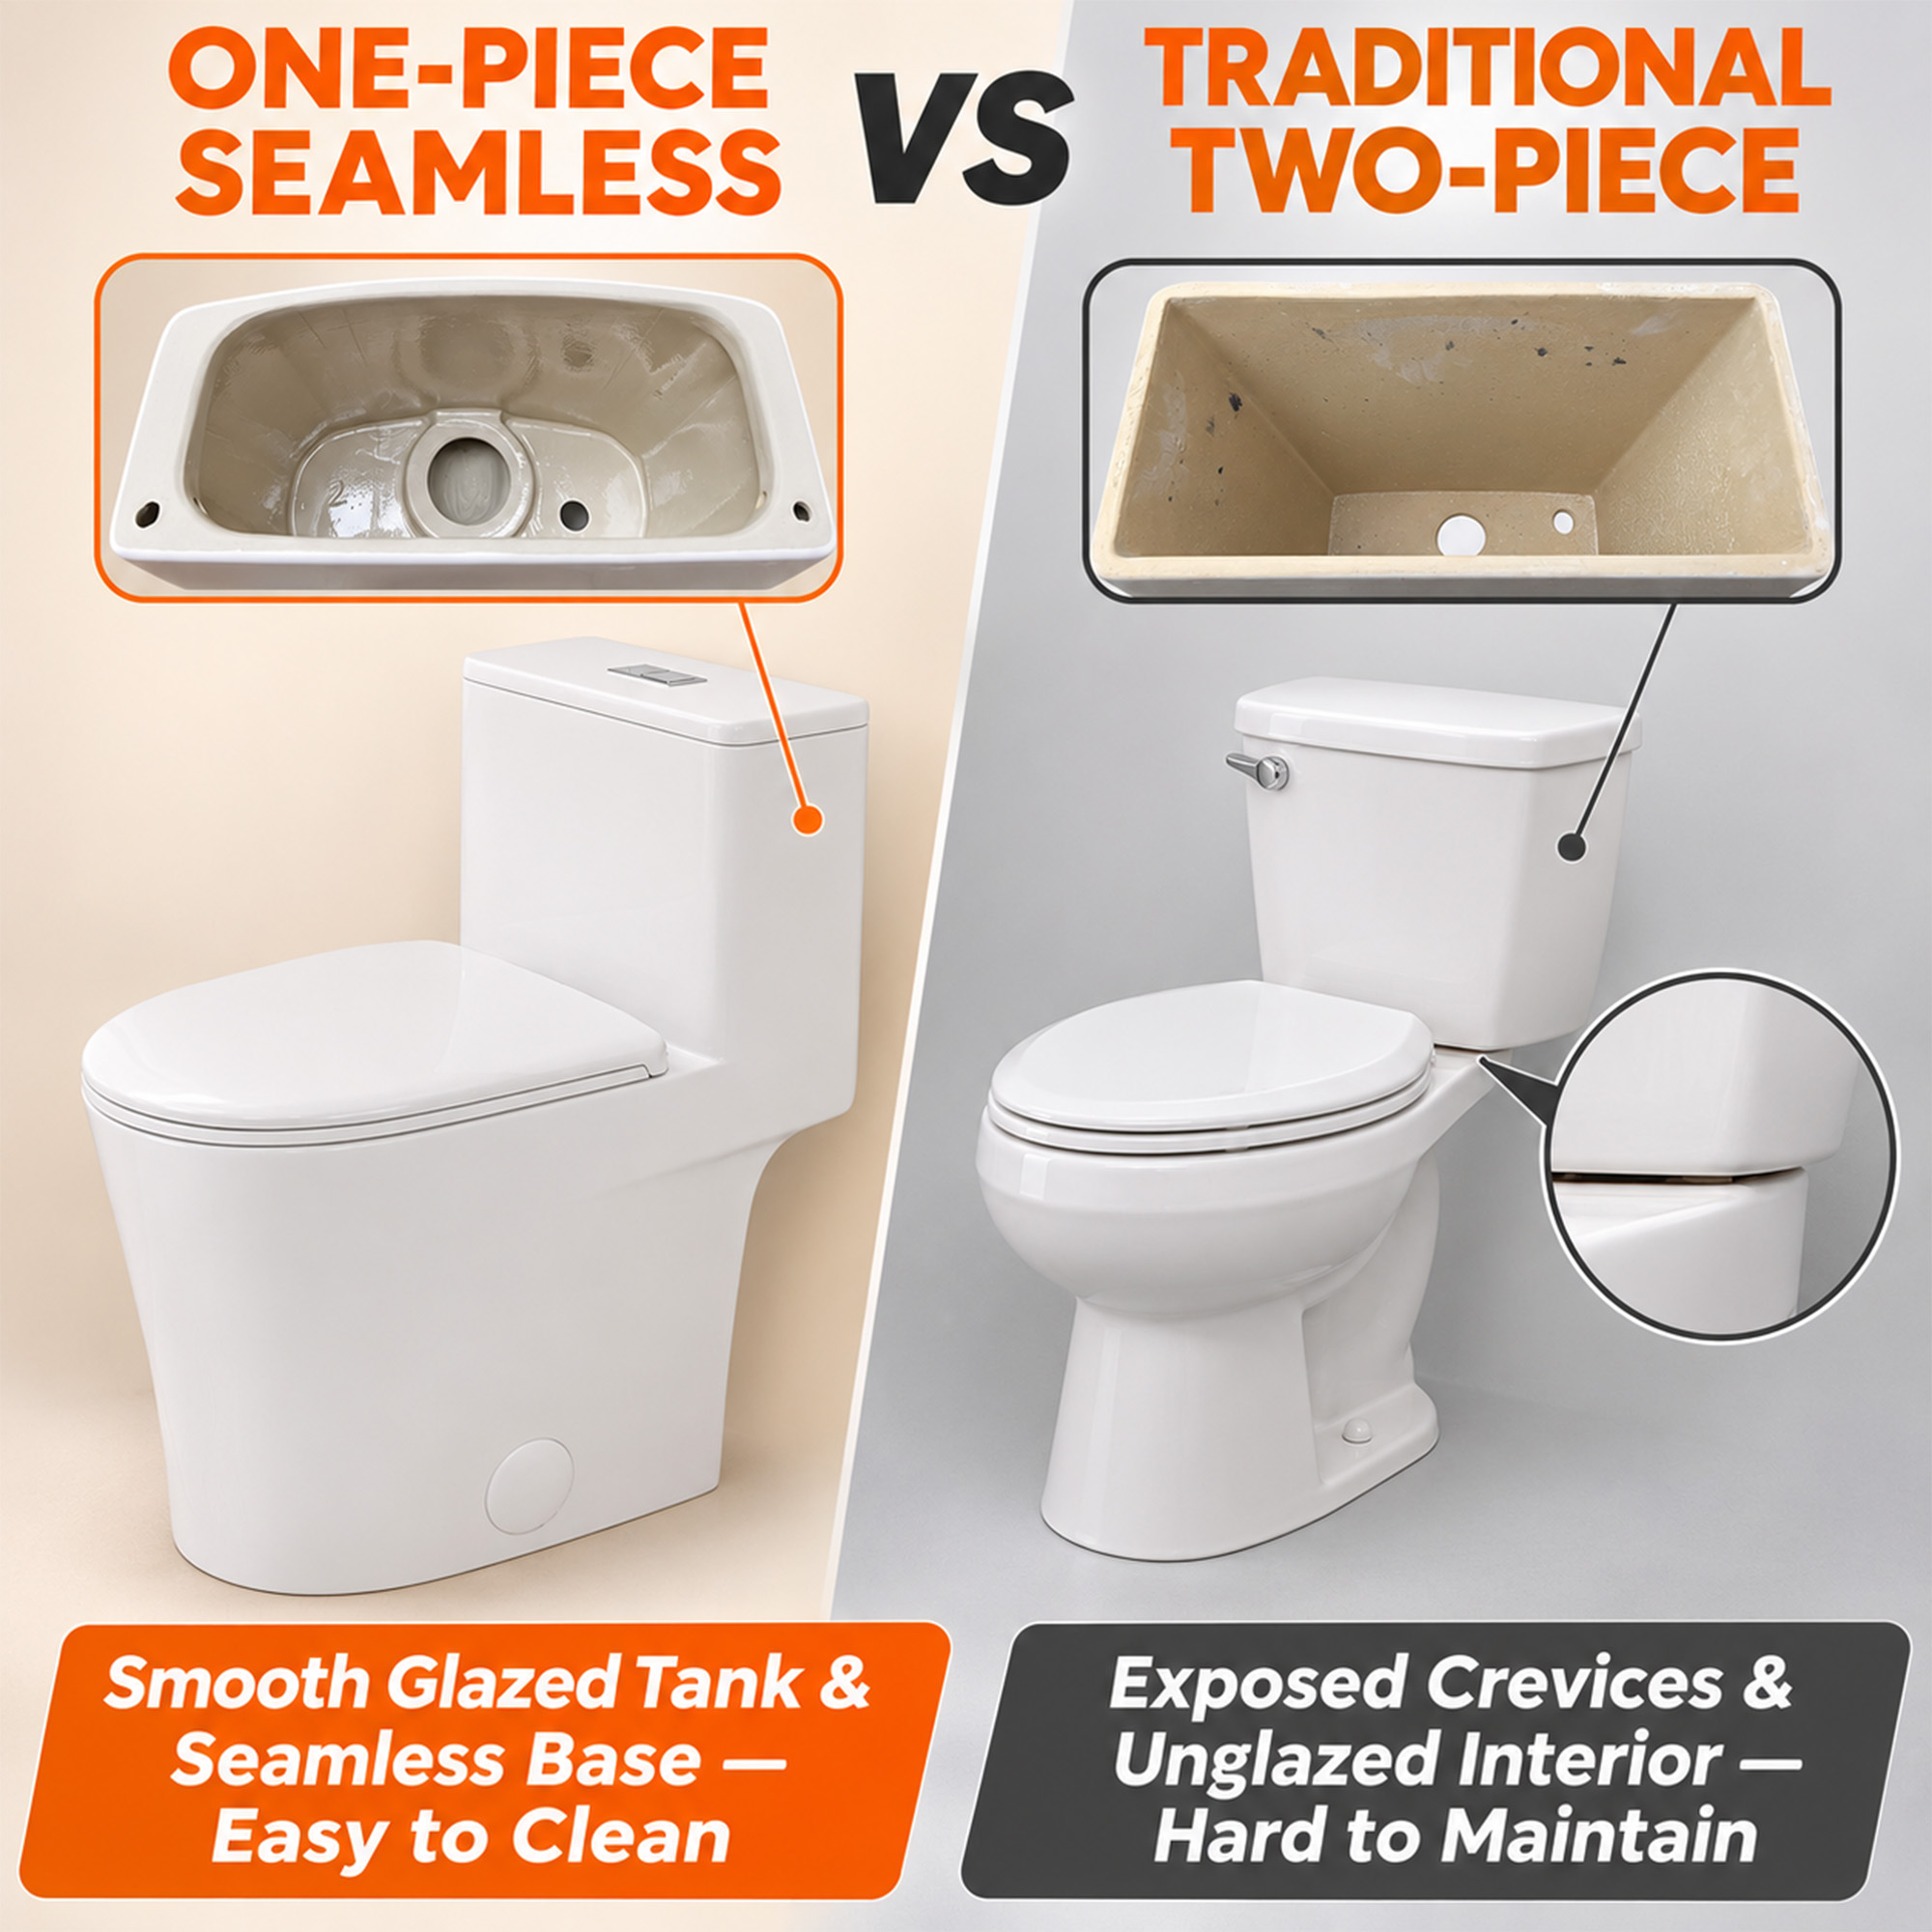 ONE-PIECE
SEAMLESS
VS
TRADITIONAL
TWO-PIECE
2
Smooth Glazed Tank &
Seamless Base —
Easy to Clean
Exposed Crevices &
Unglazed Interior —
Hard to Maintain